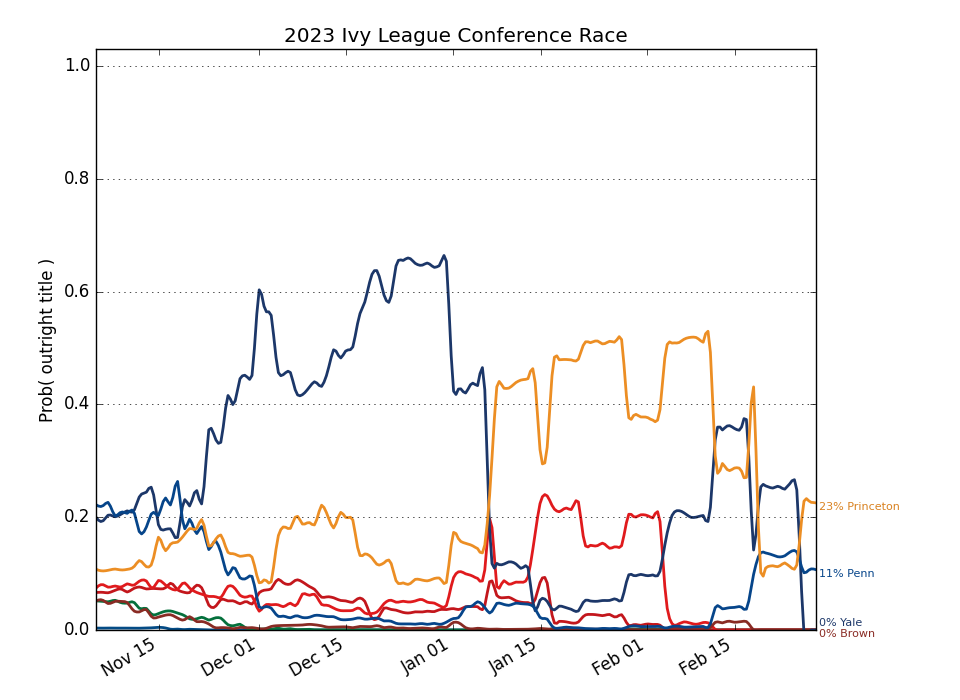 2023 Ivy League Conference Race
Prob( outright title )
1.0
0.8
0.6
0.4
0.2
0.0
Nov 15
Dec 01
Dec 15
Jan 01
Jan 15
Feb 01
Feb 15
23% Princeton
11% Penn
0% Yale
0% Brown